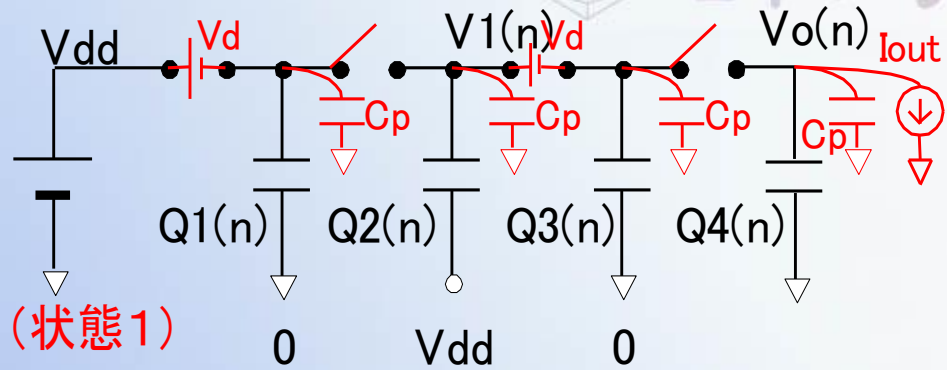 Vdd Vd V1(n) Vd Vo(n) Iout
Cp Cp Cp Cp
Q1(n) Q2(n) Q3(n) Q4(n)
(状態1) 0 Vdd 0